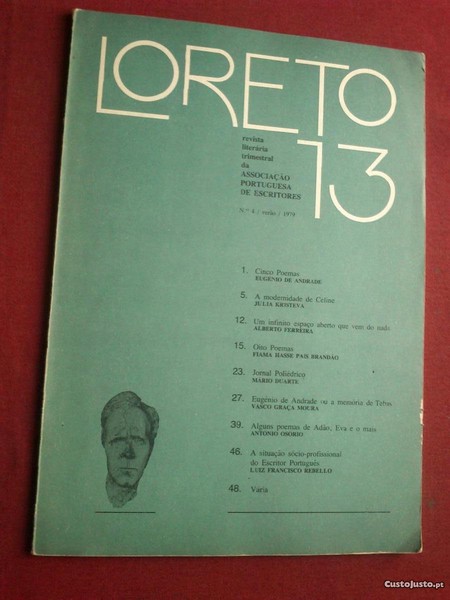 LORETO
13
revista
literária
trimestral
da
ASSOCIAÇÃO
PORTUGUESA
DE ESCRITORES
N.º 4 / verão / 1979
1. Cinco Poemas
EUGÉNIO DE ANDRADE
5. A modernidade de Céline
JULIA KRISTEVA
12. Um infinito espaço aberto que vem do nada
ALBERTO FERREIRA
15. Oito Poemas
FIAMA HASSE PAIS BRANDÃO
23. Jornal Poliédrico
MÁRIO DUARTE
27. Eugénio de Andrade ou a memória de Tebas
VASCO GRAÇA MOURA
39. Alguns poemas de Adão, Eva e o mais
ANTÓNIO OSÓRIO
46. A situação sócio-profissional
do Escritor Português
LUIZ FRANCISCO REBELLO
48. Vária
CustoJusto.pt